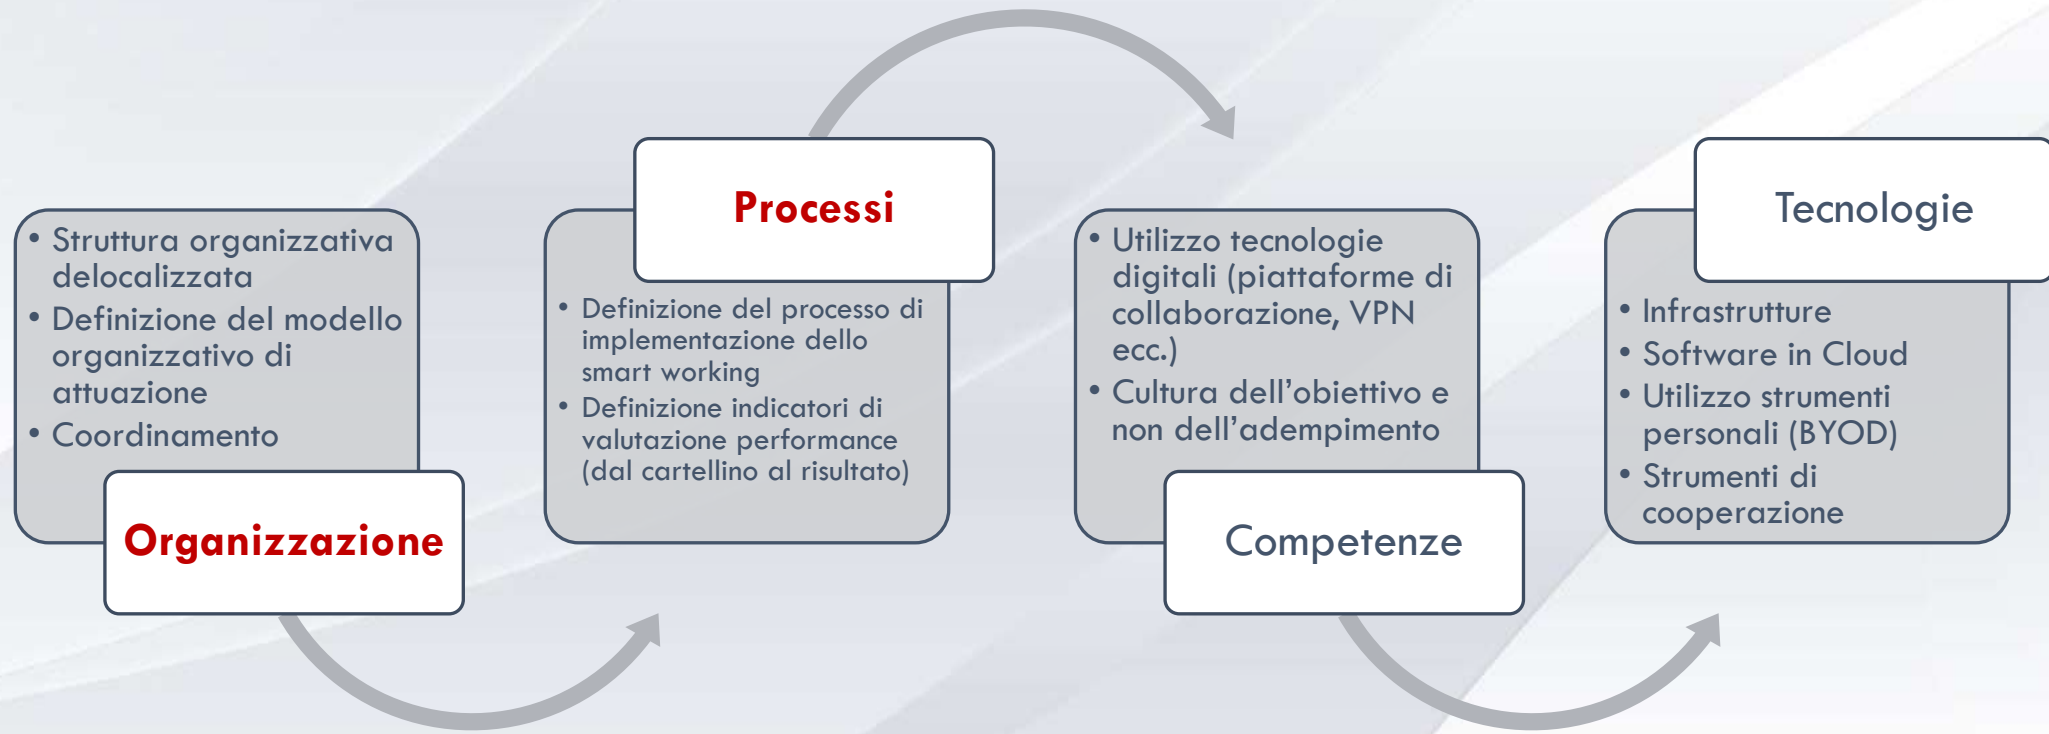 • Struttura organizzativa
delocalizzata
• Definizione del modello
organizzativo di
attuazione
• Coordinamento
Organizzazione
Processi
• Definizione del processo di
implementazione dello
smart working
• Definizione indicatori di
valutazione performance
(dal cartellino al risultato)
• Utilizzo tecnologie
digitali (piattaforme di
collaborazione, VPN
ecc.)
• Cultura dell’obiettivo e
non dell’adempimento
Competenze
Tecnologie
• Infrastrutture
• Software in Cloud
• Utilizzo strumenti
personali (BYOD)
• Strumenti di
cooperazione